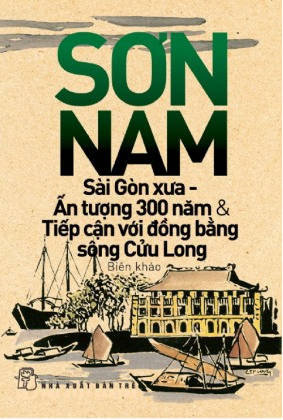 SƠN
NAM
Sài Gòn xưa -
Ấn tượng 300 năm &
Tiếp cận với đồng bằng
sông Cửu Long
Biên khảo
NHÀ XUẤT BẢN TRẺ